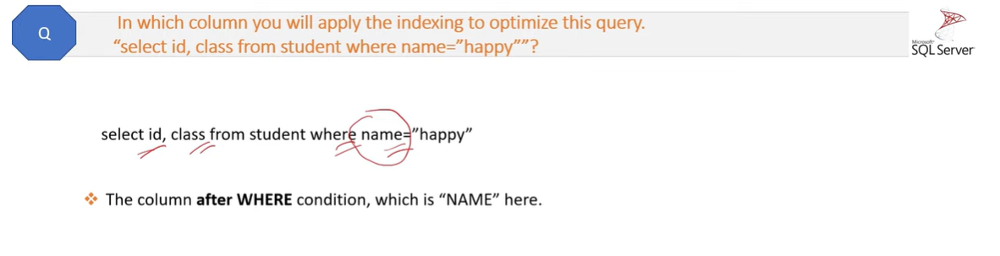 Q
In which column you will apply the indexing to optimize this query.
“select id, class from student where name=”happy””?
Microsoft
SQL Server
select id, class from student where name=”happy”
The column after WHERE condition, which is “NAME” here.